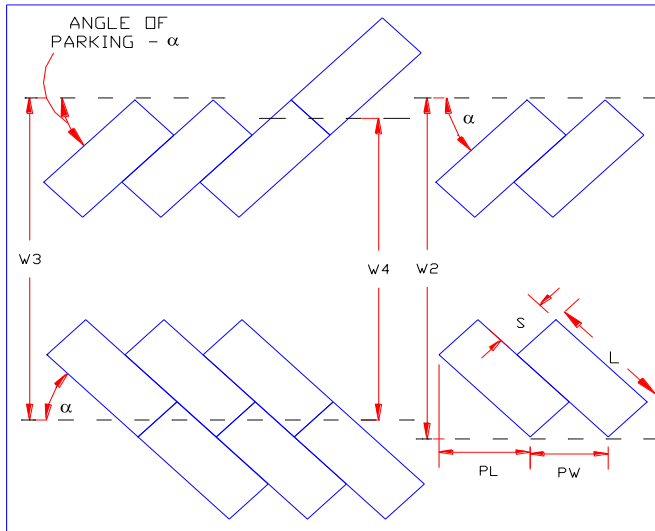 ANGLE OF
PARKING - α
α
W3
W4
W2
S
L
α
PL
PW